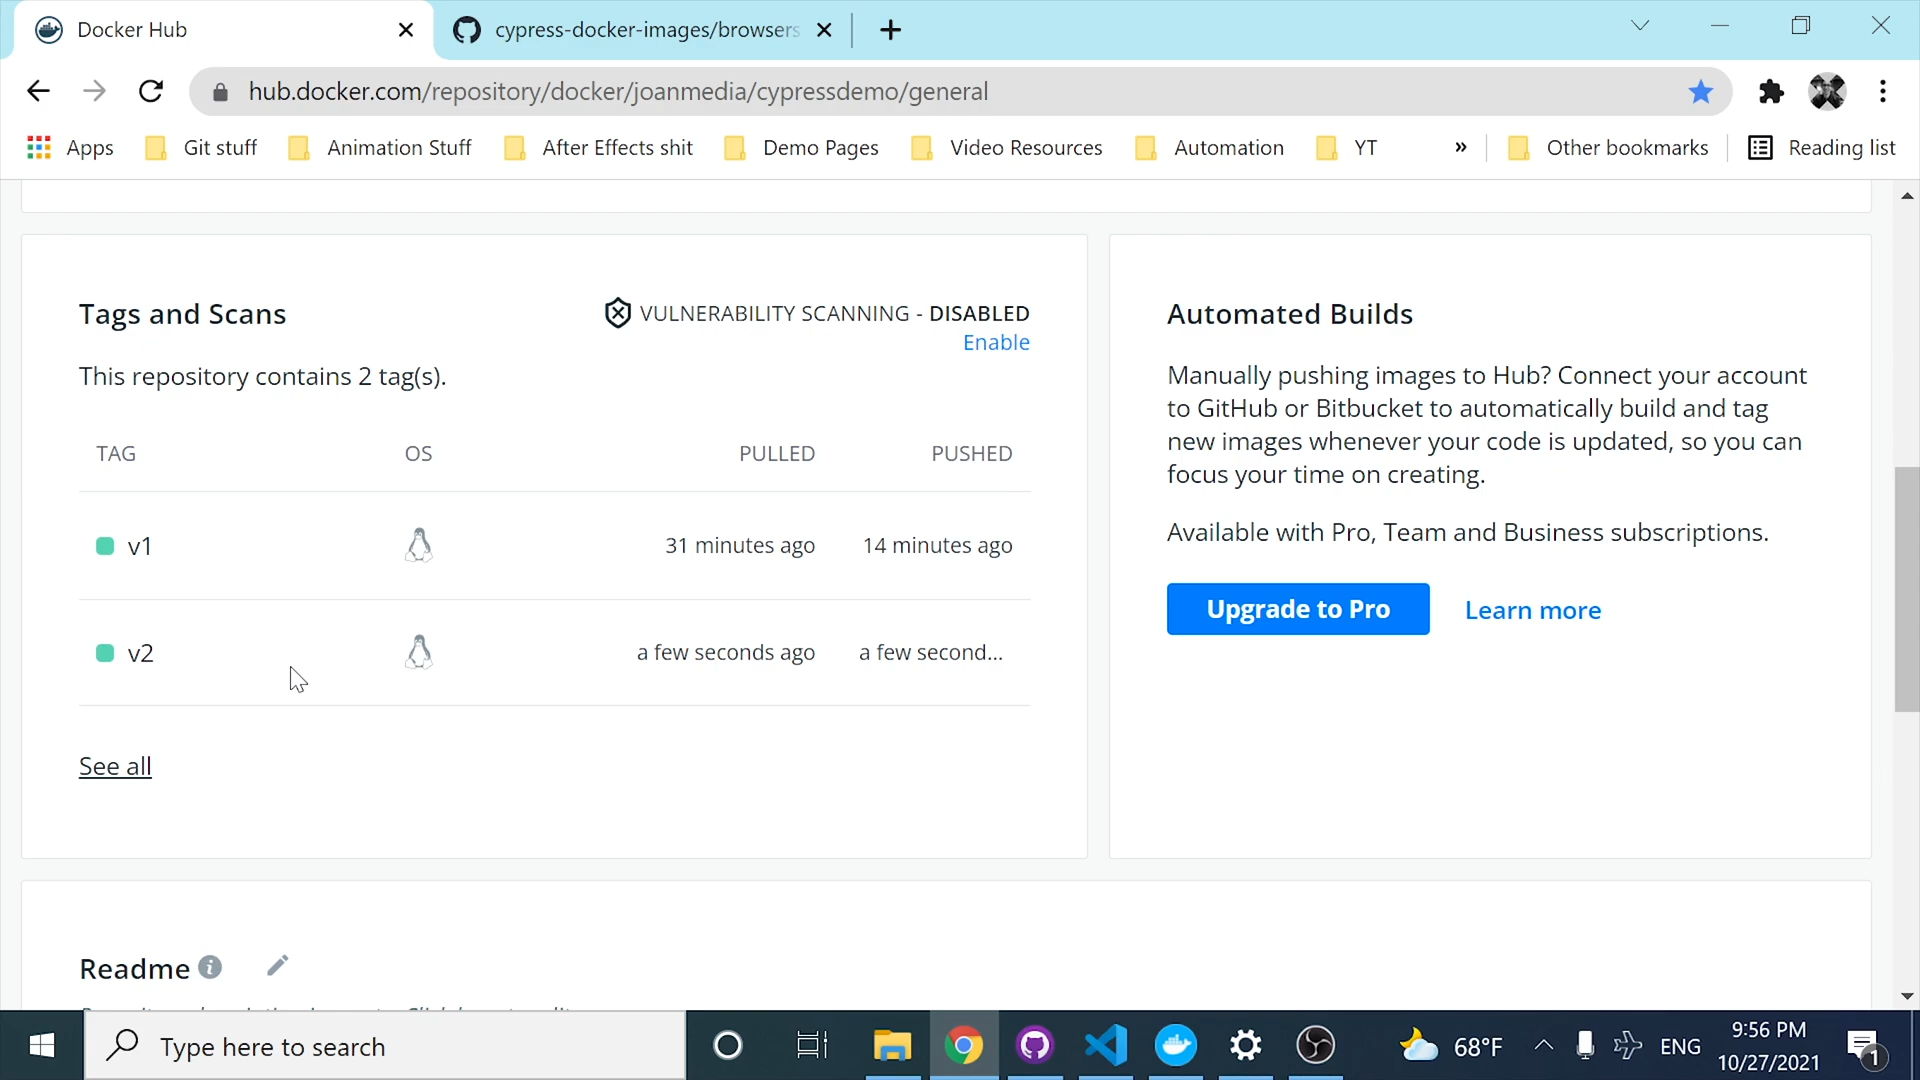 Docker Hub
cypress-docker-images/browsers
hub.docker.com/repository/docker/joanmedia/cypressdemo/general
Apps
Git stuff
Animation Stuff
After Effects shit
Demo Pages
Video Resources
Automation
YT
»
Other bookmarks
Reading list
Tags and Scans
VULNERABILITY SCANNING - DISABLED
Enable
This repository contains 2 tag(s).
TAG OS PULLED PUSHED
v1 31 minutes ago 14 minutes ago
v2 a few seconds ago a few second...
See all
Automated Builds
Manually pushing images to Hub? Connect your account
to GitHub or Bitbucket to automatically build and tag
new images whenever your code is updated, so you can
focus your time on creating.
Available with Pro, Team and Business subscriptions.
Upgrade to Pro
Learn more
Readme
Type here to search
68°F
ENG
9:56 PM
10/27/2021
1